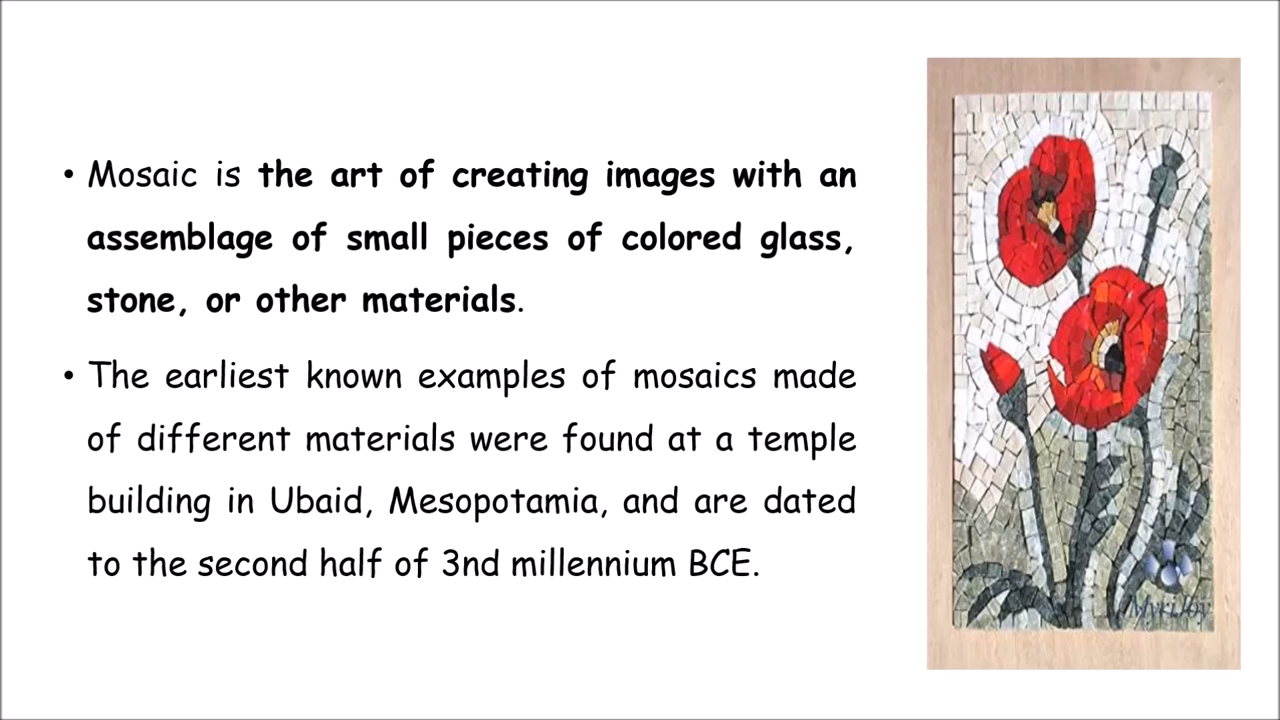 • Mosaic is the art of creating images with an
assemblage of small pieces of colored glass,
stone, or other materials.
• The earliest known examples of mosaics made
of different materials were found at a temple
building in Ubaid, Mesopotamia, and are dated
to the second half of 3nd millennium BCE.